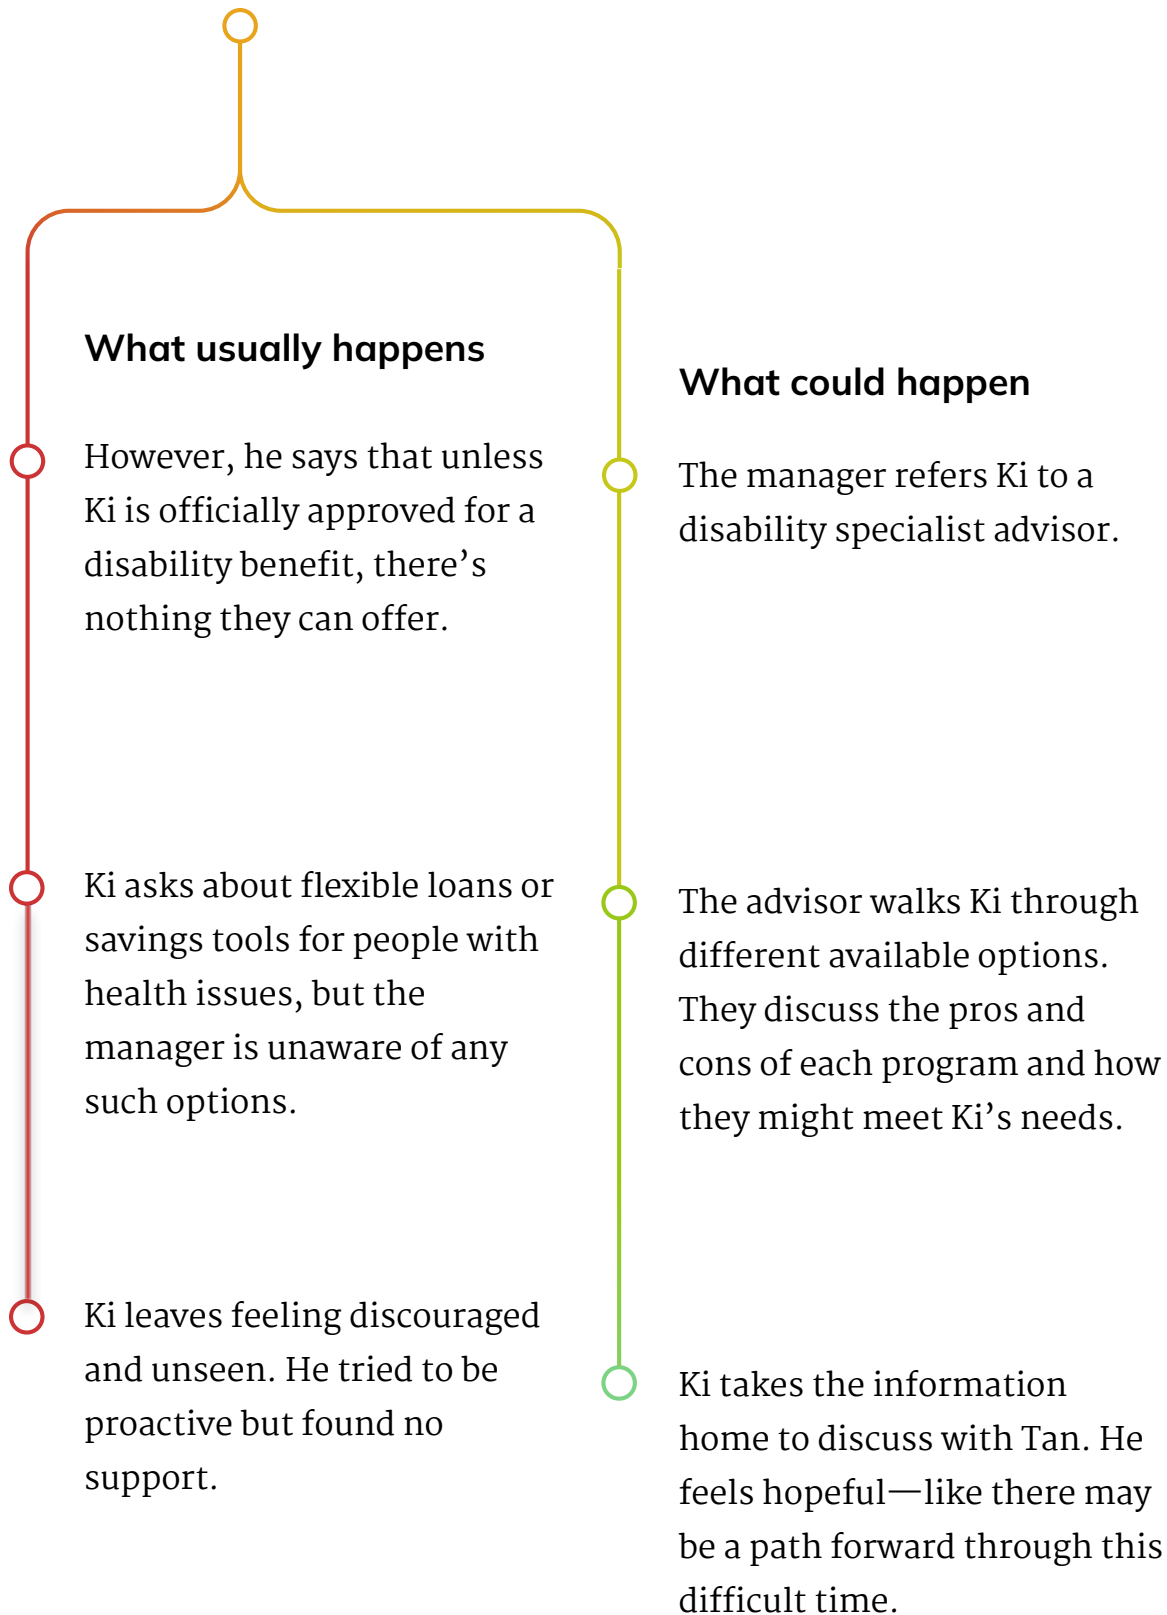 What usually happens
However, he says that unless
Ki is officially approved for a
disability benefit, there’s
nothing they can offer.
Ki asks about flexible loans or
savings tools for people with
health issues, but the
manager is unaware of any
such options.
Ki leaves feeling discouraged
and unseen. He tried to be
proactive but found no
support.
What could happen
The manager refers Ki to a
disability specialist advisor.
The advisor walks Ki through
different available options.
They discuss the pros and
cons of each program and how
they might meet Ki’s needs.
Ki takes the information
home to discuss with Tan. He
feels hopeful—like there may
be a path forward through this
difficult time.